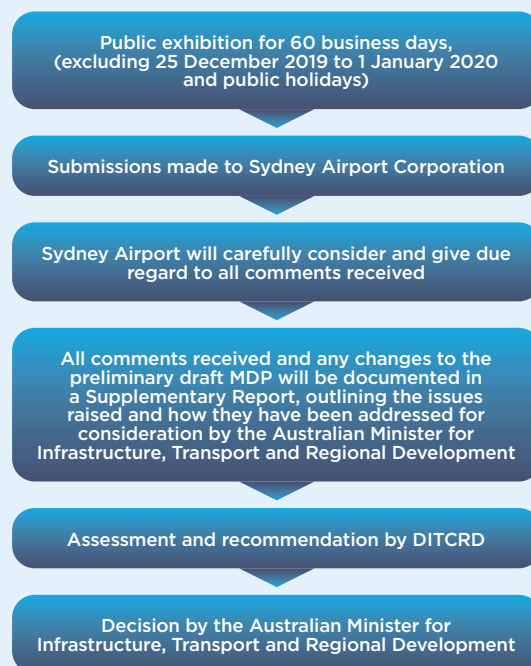 Public exhibition for 60 business days,
(excluding 25 December 2019 to 1 January 2020
and public holidays)
Submissions made to Sydney Airport Corporation
Sydney Airport will carefully consider and give due
regard to all comments received
All comments received and any changes to the
preliminary draft MDP will be documented in
a Supplementary Report, outlining the issues
raised and how they have been addressed for
consideration by the Australian Minister for
Infrastructure, Transport and Regional Development
Assessment and recommendation by DITCRD
Decision by the Australian Minister for
Infrastructure, Transport and Regional Development